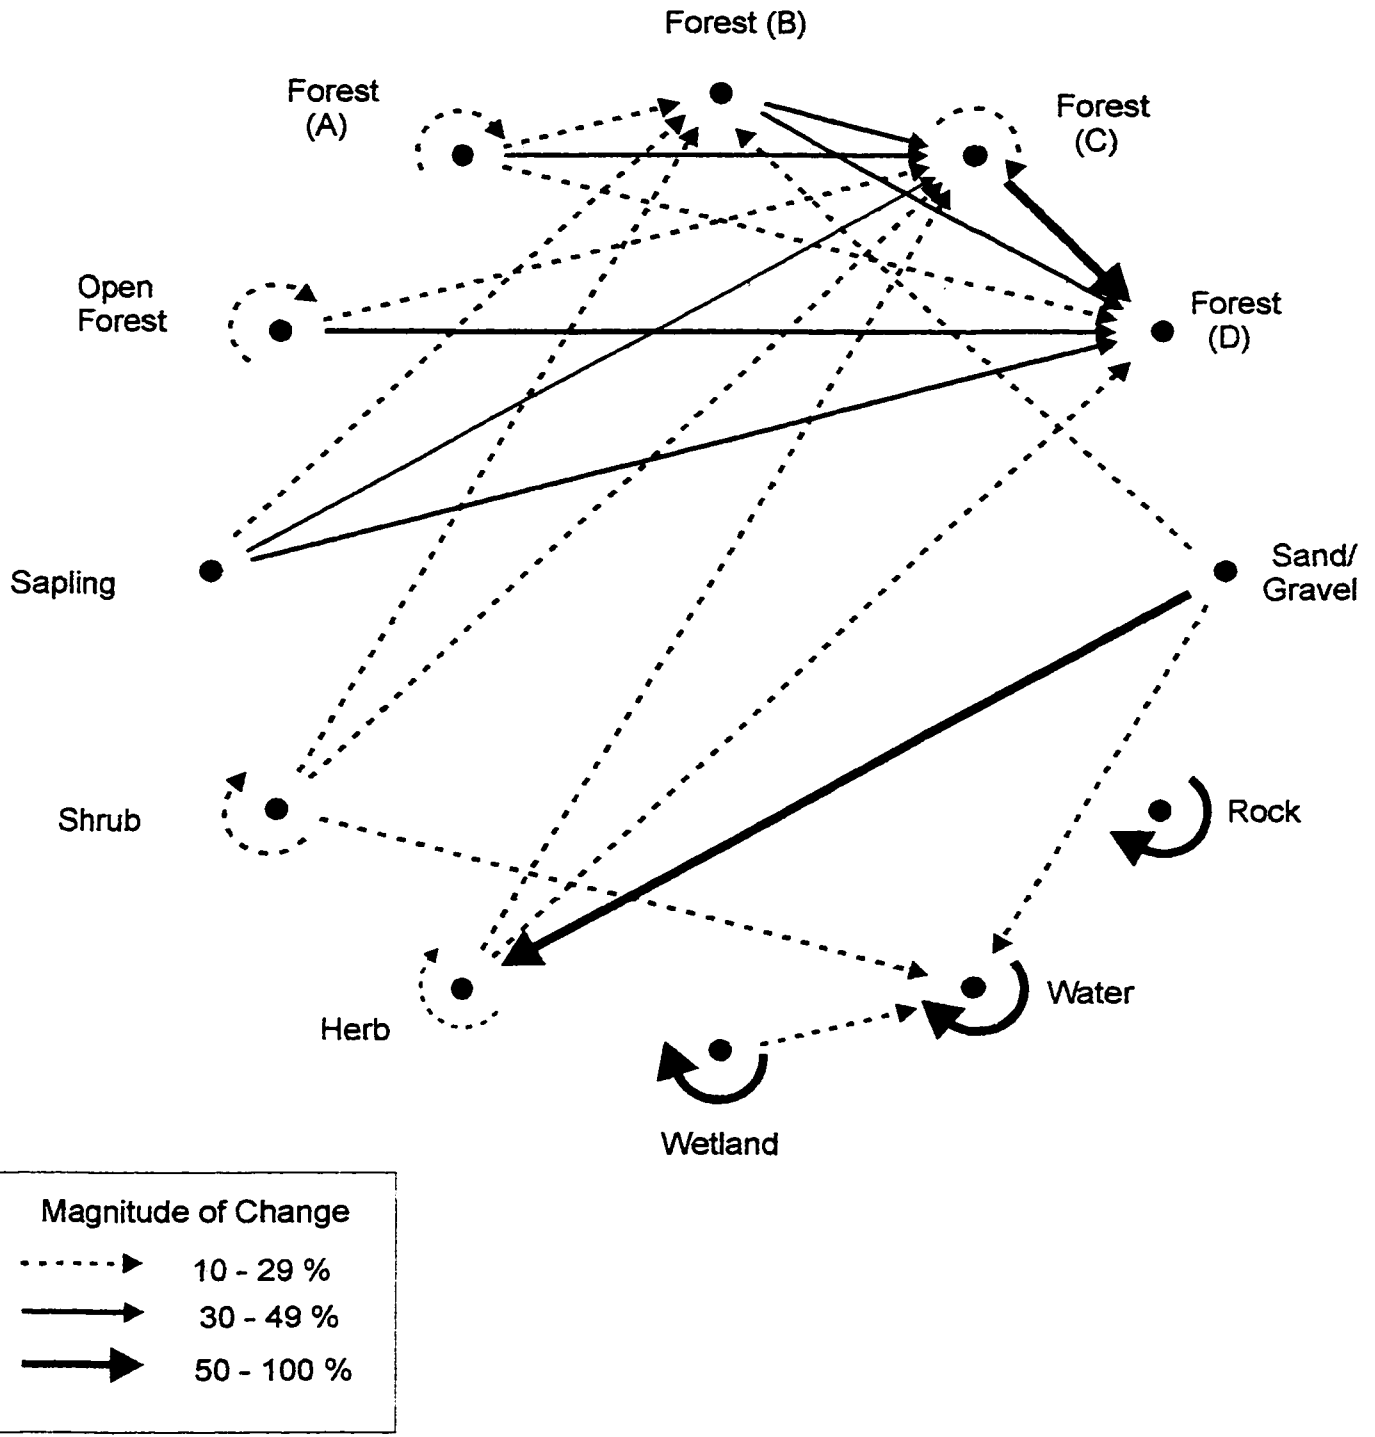 Forest (B)
Forest
(A)
Forest
(C)
Open
Forest
Forest
(D)
Sapling
Sand/
Gravel
Shrub
Rock
Herb
Water
Wetland
Magnitude of Change
10 - 29 %
30 - 49 %
50 - 100 %